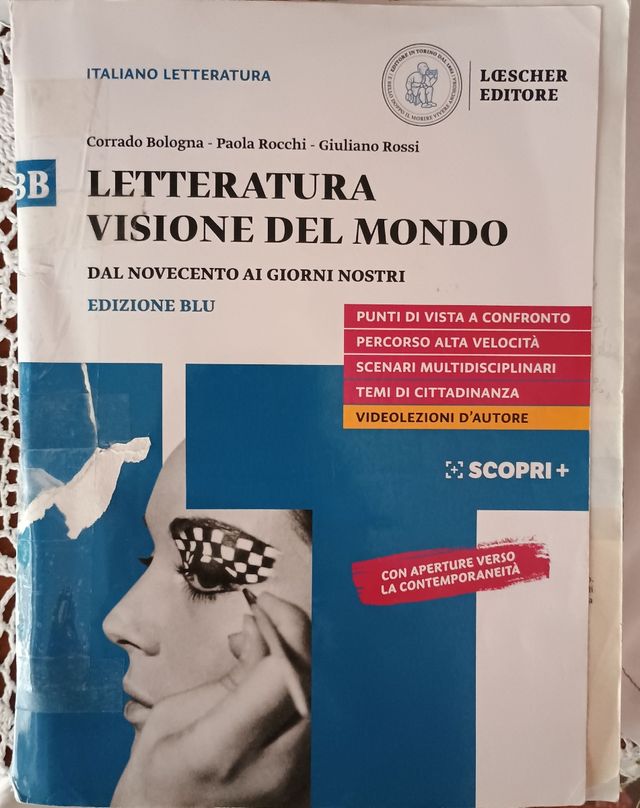 ITALIANO LETTERATURA
LŒSCHER
EDITORE
Corrado Bologna - Paola Rocchi - Giuliano Rossi
3B
LETTERATURA
VISIONE DEL MONDO
DAL NOVECENTO AI GIORNI NOSTRI
EDIZIONE BLU
PUNTI DI VISTA A CONFRONTO
PERCORSO ALTA VELOCITÀ
SCENARI MULTIDISCIPLINARI
TEMI DI CITTADINANZA
VIDEOLEZIONI D'AUTORE
SCOPRI +
CON APERTURE VERSO
LA CONTEMPORANEITÀ